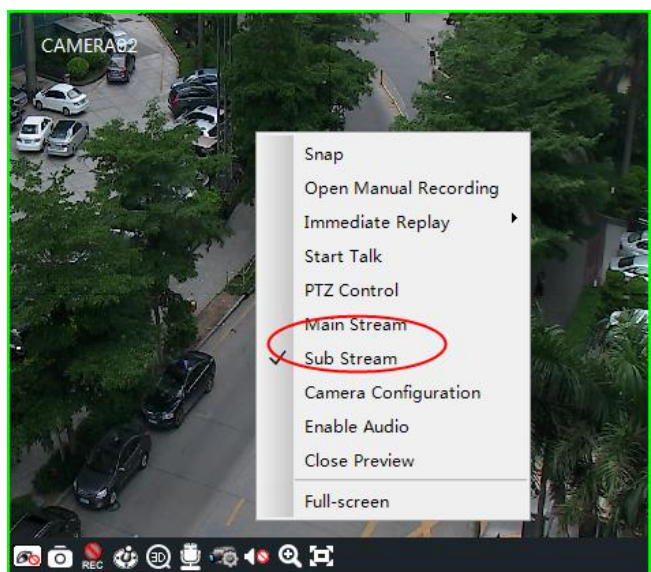 CAMERA02
Snap
Open Manual Recording
Immediate Replay
Start Talk
PTZ Control
Main Stream
Sub Stream
Camera Configuration
Enable Audio
Close Preview
Full-screen
REC
3D